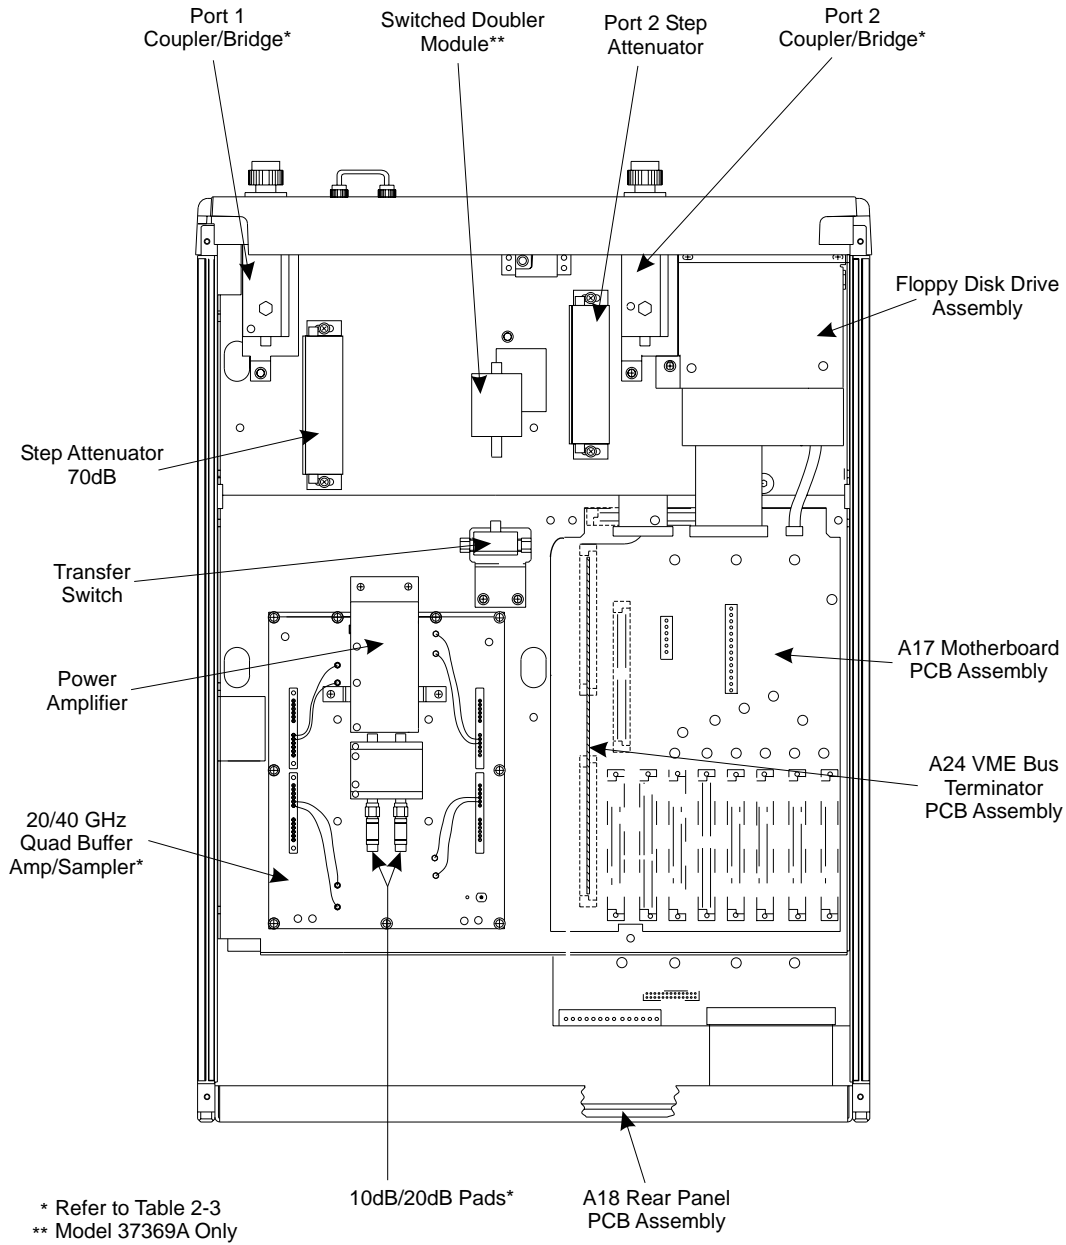 Port 1
Coupler/Bridge*
Switched Doubler
Module**
Port 2 Step
Attenuator
Port 2
Coupler/Bridge*
Floppy Disk Drive
Assembly
Step Attenuator
70dB
Transfer
Switch
Power
Amplifier
A17 Motherboard
PCB Assembly
A24 VME Bus
Terminator
PCB Assembly
20/40 GHz
Quad Buffer
Amp/Sampler*
10dB/20dB Pads*
A18 Rear Panel
PCB Assembly
* Refer to Table 2-3
** Model 37369A Only